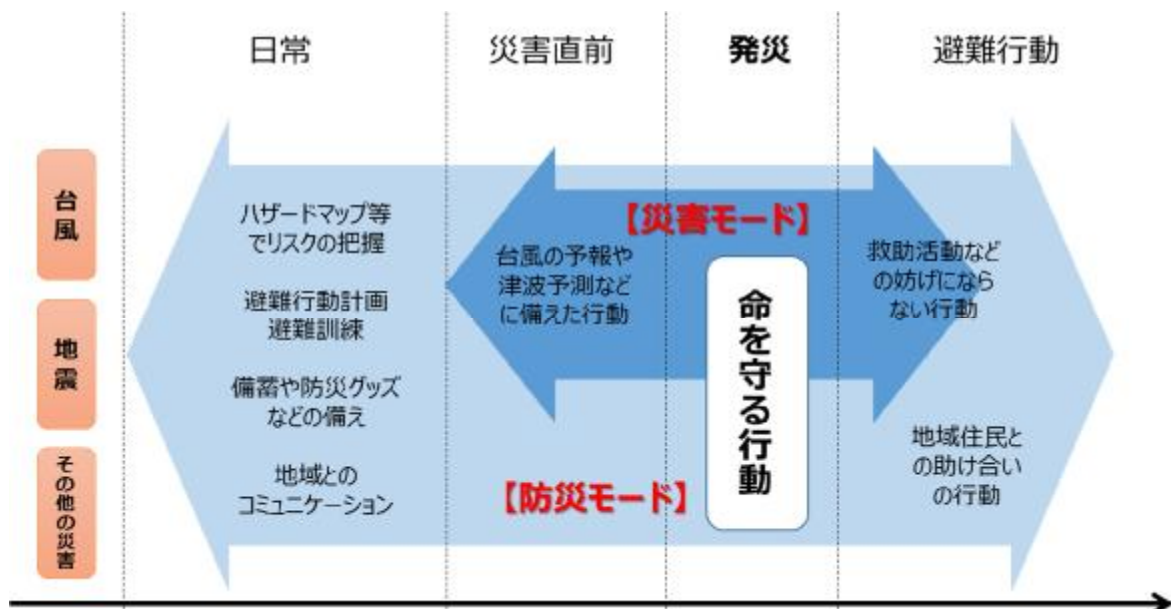 日常
災害直前
発災
避難行動
台風
地震
その他の災害
ハザードマップ等
でリスクの把握
避難行動計画
避難訓練
備蓄や防災グッズ
などの備え
地域との
コミュニケーション
【災害モード】
台風の予報や
津波予測など
に備えた行動
命を守る行動
救助活動など
の妨げになら
ない行動
【防災モード】
地域住民と
の助け合い
の行動